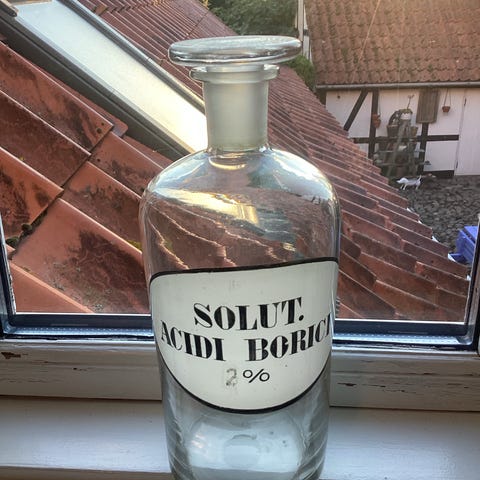 SOLUT.
ACIDI BORICI
2%